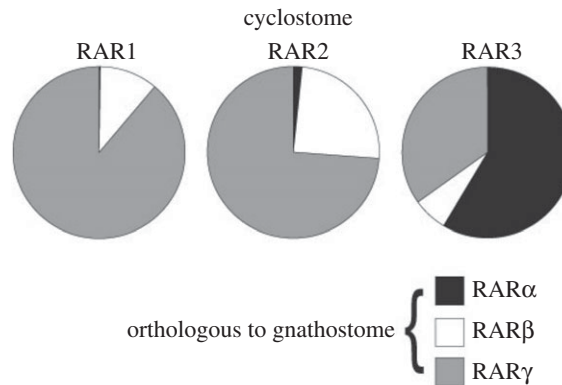 cyclostome
RAR1 RAR2 RAR3
RARα
RARβ
orthologous to gnathostome
RARγ